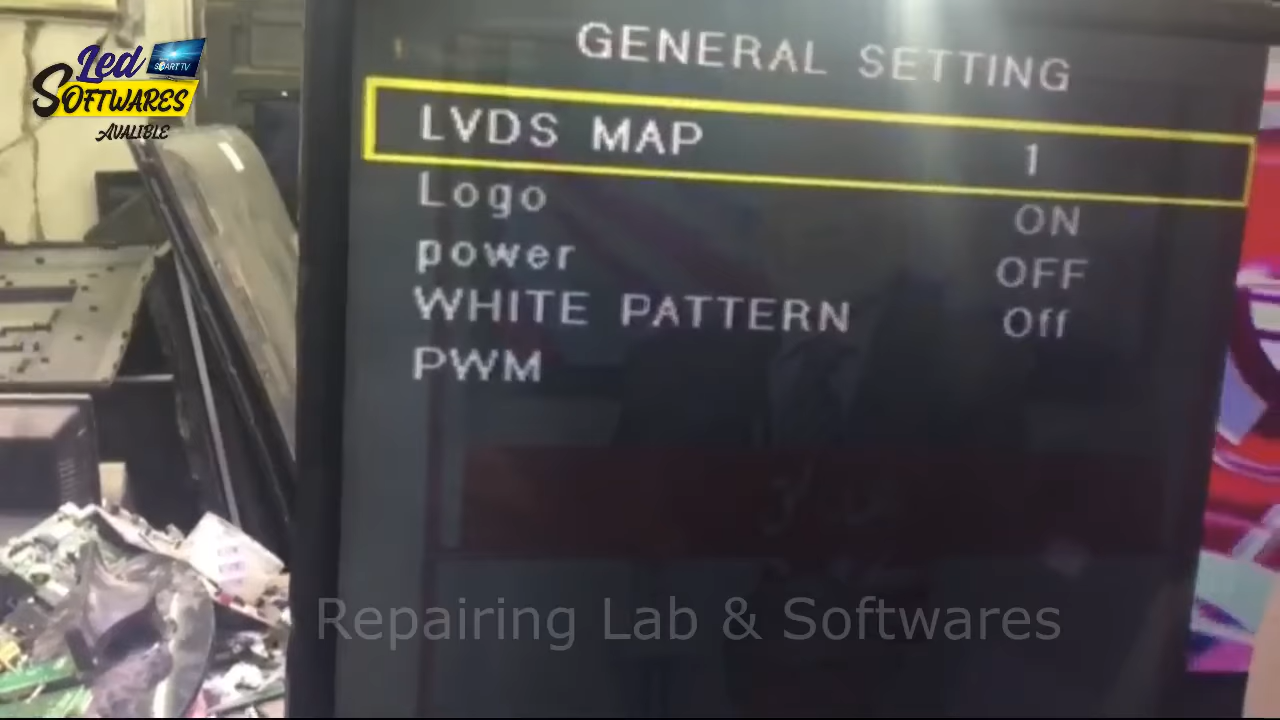 Led
SMART TV
SOFTWARES
AVALIBLE
GENERAL SETTING
LVDS MAP 1
Logo ON
power OFF
WHITE PATTERN Off
PWM
Repairing Lab & Softwares